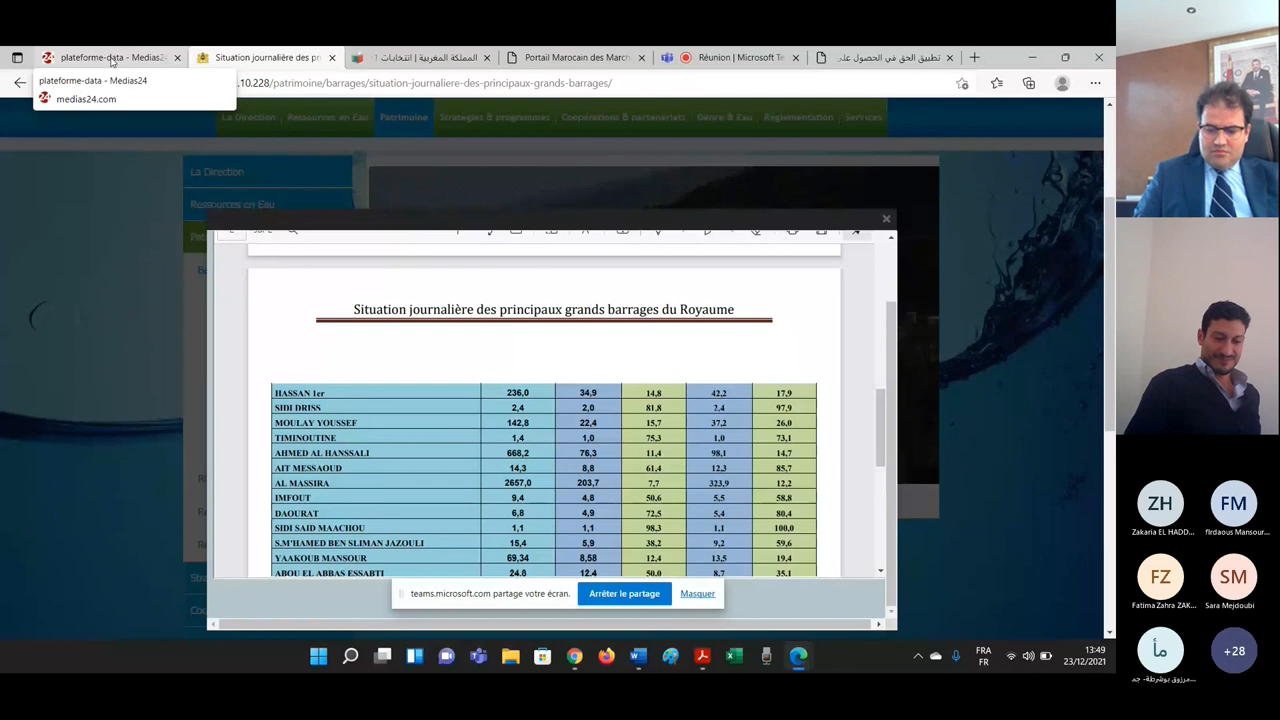 plateforme-data - Medias2
Situation journalière des pr
المملكة المغربية | انتخابات 1
Portail Marocain des March
Réunion | Microsoft Teams
تطبيق الحق في الحصول على
plateforme-data - Medias24
medias24.com
.10.228/patrimoine/barrages/situation-journaliere-des-principaux-grands-barrages/
La Direction
Ressources en Eau
Patrimoine
Stratégies & programmes
Coopérations & partenariats
Genre & Eau
Règlementation
Services
La Direction
Ressources en Eau
Situation journalière des principaux grands barrages du Royaume
HASSAN 1er 236,0 34,9 14,8 42,2 17,9
SIDI DRISS 2,4 2,0 81,8 2,4 97,9
MOULAY YOUSSEF 142,8 22,4 15,7 37,2 26,0
TIMINOUTINE 1,4 1,0 75,3 1,0 73,1
AHMED AL HANSSALI 668,2 76,3 11,4 98,1 14,7
AIT MESSAOUD 14,3 8,8 61,4 12,3 85,7
AL MASSIRA 2657,0 203,7 7,7 323,9 12,2
IMFOUT 9,4 4,8 50,6 5,5 58,8
DAOURAT 6,8 4,9 72,5 5,4 80,4
SIDI SAID MAACHOU 1,1 1,1 98,3 1,1 100,0
S.M'HAMED BEN SLIMAN JAZOULI 15,4 5,9 38,2 9,2 59,6
YAAKOUB MANSOUR 69,34 8,58 12,4 13,5 19,4
ABOU EL ABBAS ESSABTI 24,8 12,4 50,0 8,7 35,1
teams.microsoft.com partage votre écran.
Arrêter le partage
Masquer
FRA
FR
13:49
23/12/2021
ZH
Zakaria EL HADD...
FM
fIrdaous Mansour...
FZ
Fatima Zahra ZAK...
SM
Sara Mejdoubi
مأ
مرزوق بوشرطة- جمـ...
+28